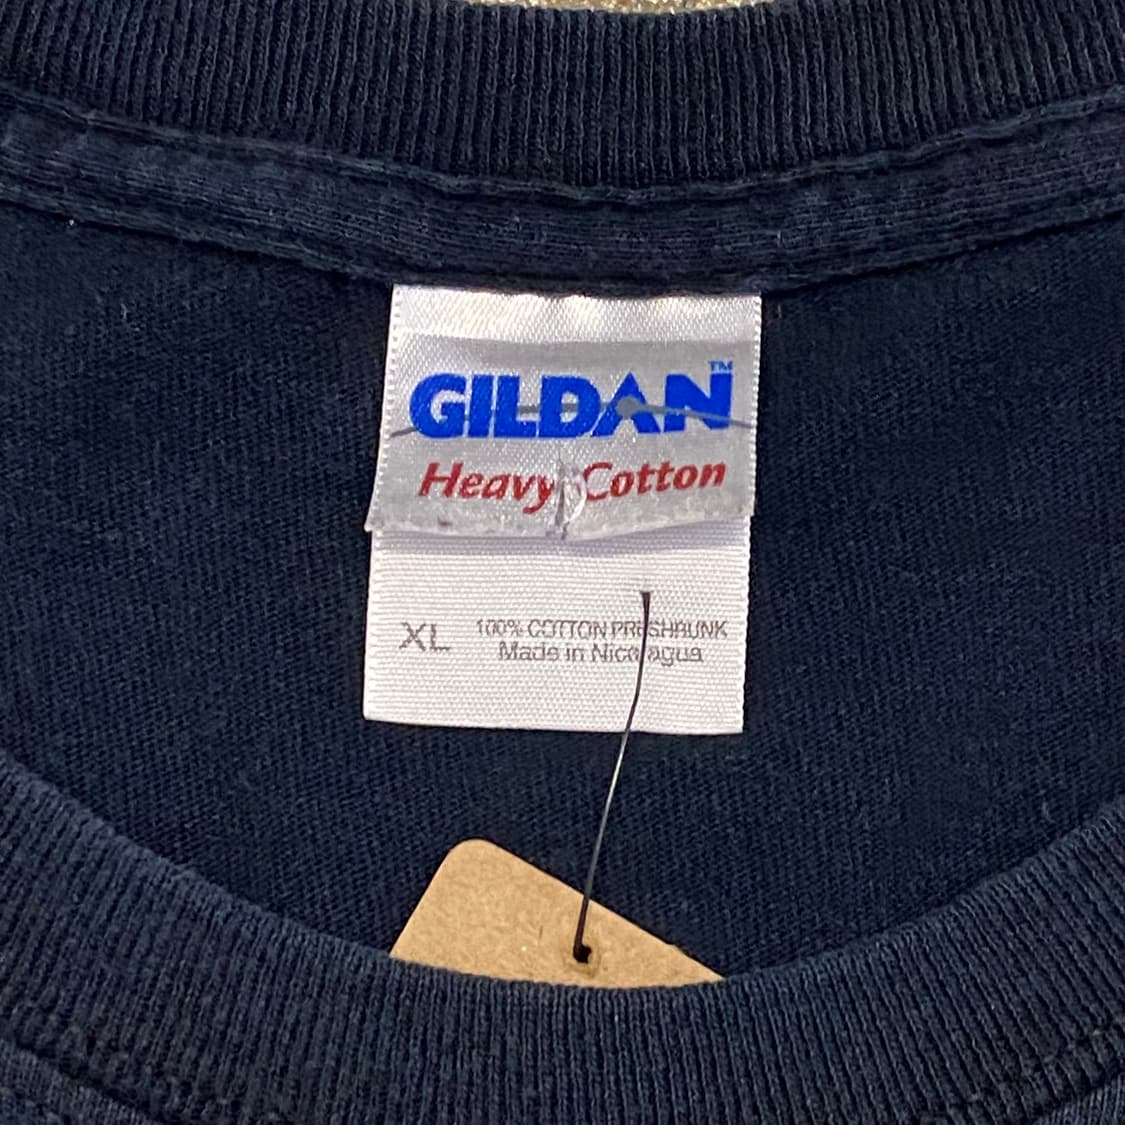 GILDAN™
Heavy Cotton
XL 100% COTTON PRESHRUNK
Made in Nicaragua